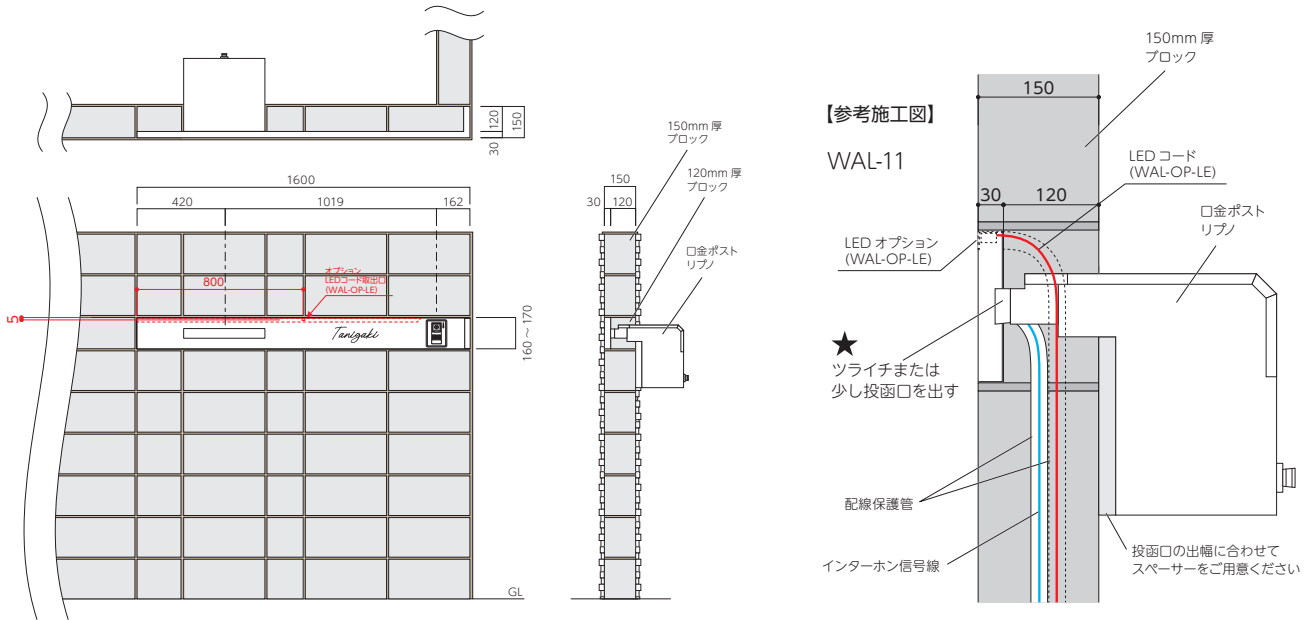 120
150
30
1600
420
1019
162
オプション
LEDコード取出口
(WAL-OP-LE)
800
5
Tanigaki
160～170
GL
150mm 厚
ブロック
120mm 厚
ブロック
150
30
120
口金ポスト
リプノ
【参考施工図】
WAL-11
150mm 厚
ブロック
150
LED コード
(WAL-OP-LE)
30
120
口金ポスト
リプノ
LED オプション
(WAL-OP-LE)
★
ツライチまたは
少し投函口を出す
配線保護管
インターホン信号線
投函口の出幅に合わせて
スペーサーをご用意ください